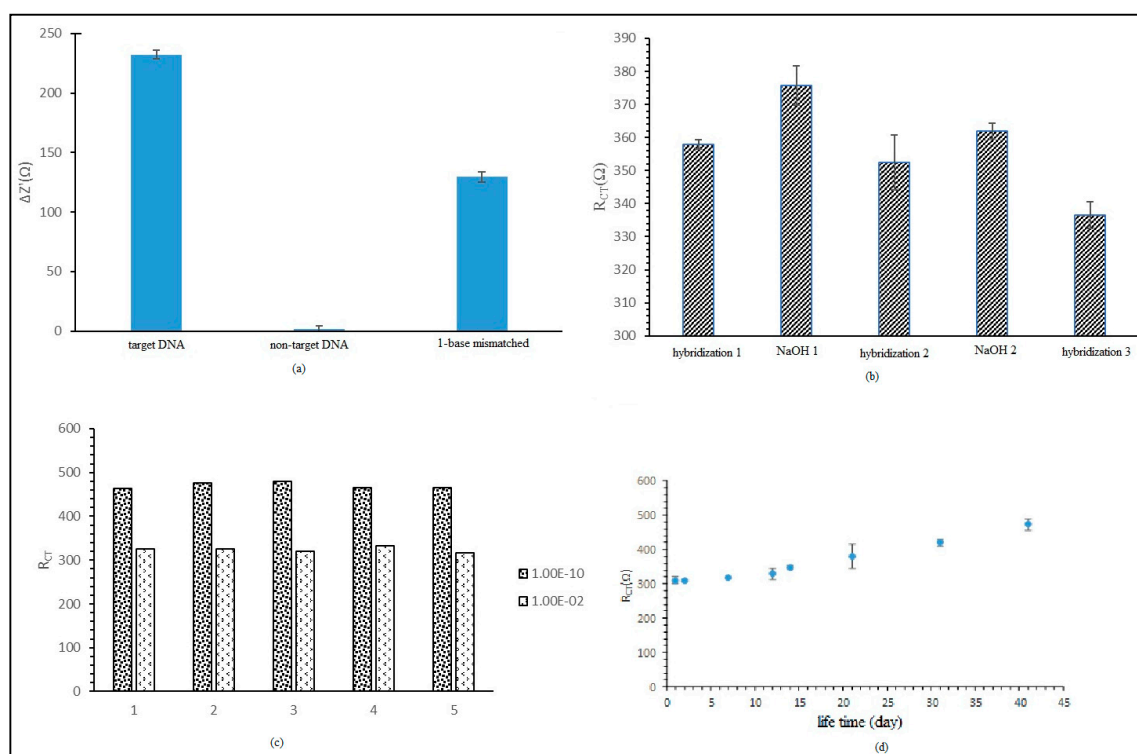 250
200
150
100
50
0
ΔZ'(Ω)
target DNA non-target DNA 1-base mismatched
(a)
390
380
370
360
350
340
330
320
310
300
R_CT(Ω)
hybridization 1 NaOH 1 hybridization 2 NaOH 2 hybridization 3
(b)
600
500
400
300
200
100
0
R_CT
1 2 3 4 5
1.00E-10
1.00E-02
(c)
600
500
400
300
200
100
0
R_CT(Ω)
0 5 10 15 20 25 30 35 40 45
life time (day)
(d)